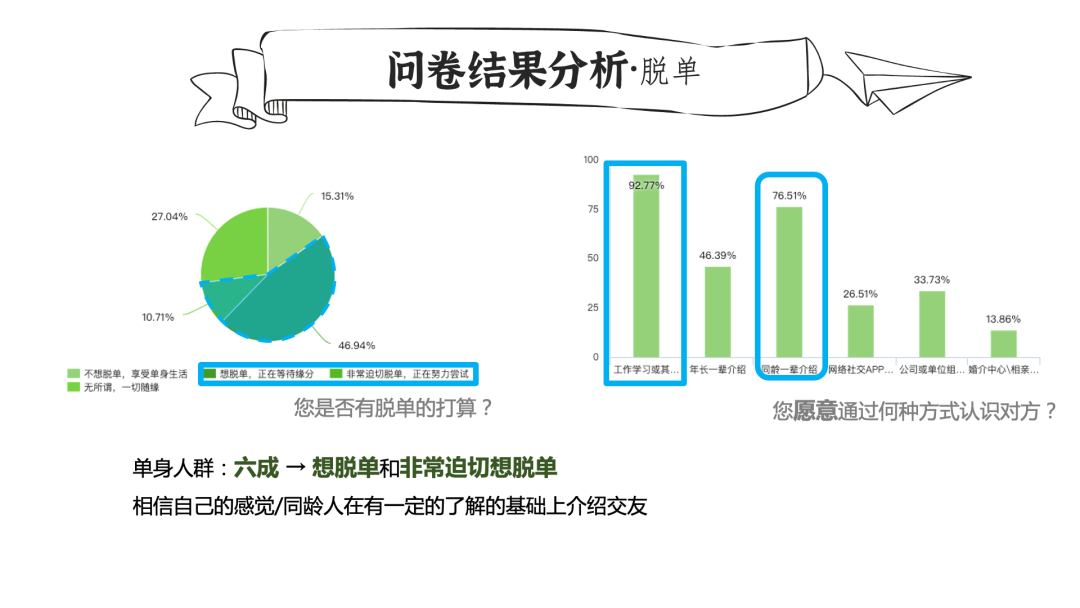 问卷结果分析·脱单
15.31%
27.04%
10.71%
46.94%
不想脱单，享受单身生活
想脱单，正在等待缘分
非常迫切脱单，正在努力尝试
无所谓，一切随缘
您是否有脱单的打算？
100
75
50
25
0
92.77%
46.39%
76.51%
26.51%
33.73%
13.86%
工作学习或其...
年长一辈介绍
同龄一辈介绍
网络社交APP...
公司或单位组...
婚介中心\相亲...
您愿意通过何种方式认识对方？
单身人群：六成 → 想脱单和非常迫切想脱单
相信自己的感觉/同龄人在有一定的了解的基础上介绍交友